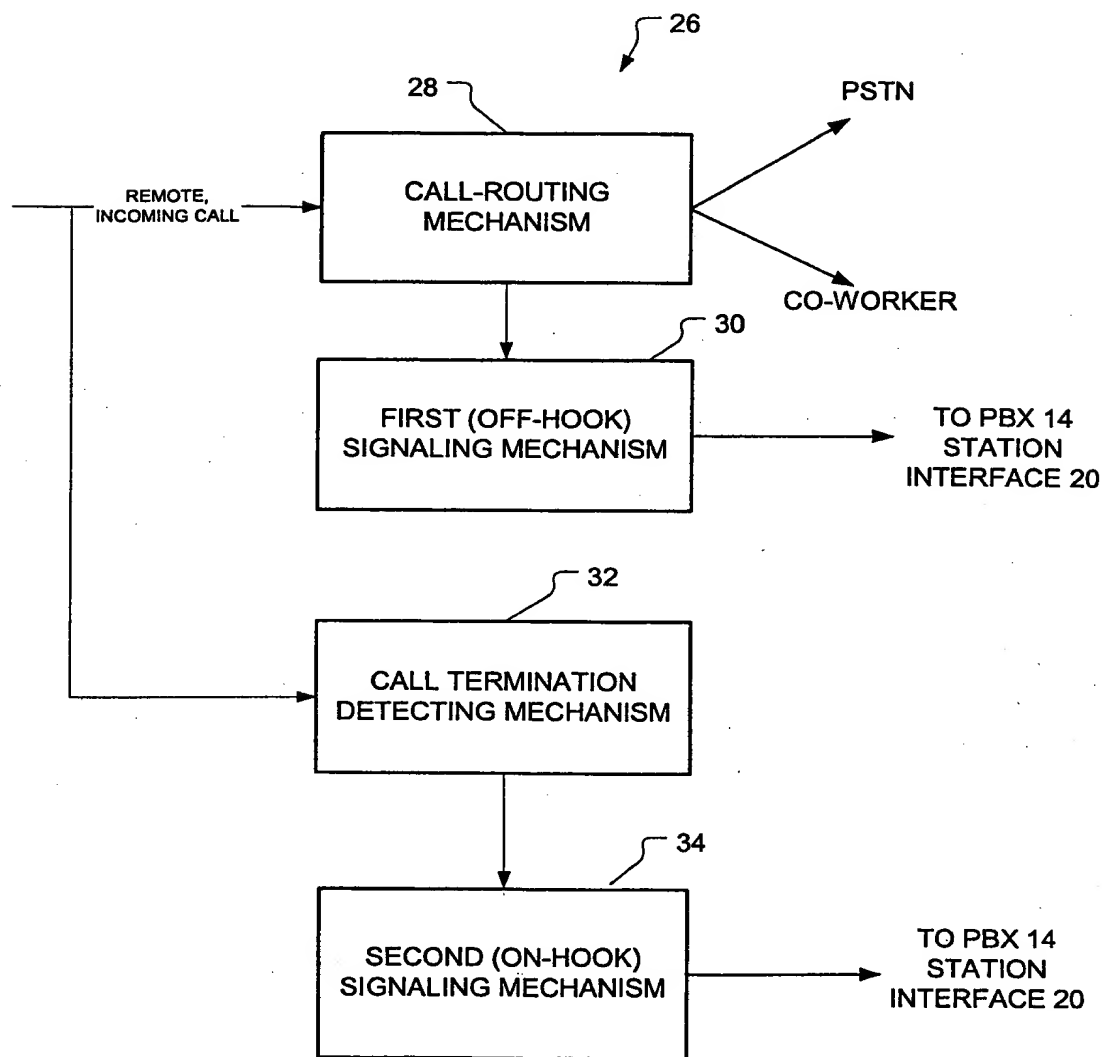 26
28
PSTN
REMOTE,
INCOMING CALL
CALL-ROUTING
MECHANISM
CO-WORKER
30
FIRST (OFF-HOOK)
SIGNALING MECHANISM
TO PBX 14
STATION
INTERFACE 20
32
CALL TERMINATION
DETECTING MECHANISM
34
SECOND (ON-HOOK)
SIGNALING MECHANISM
TO PBX 14
STATION
INTERFACE 20